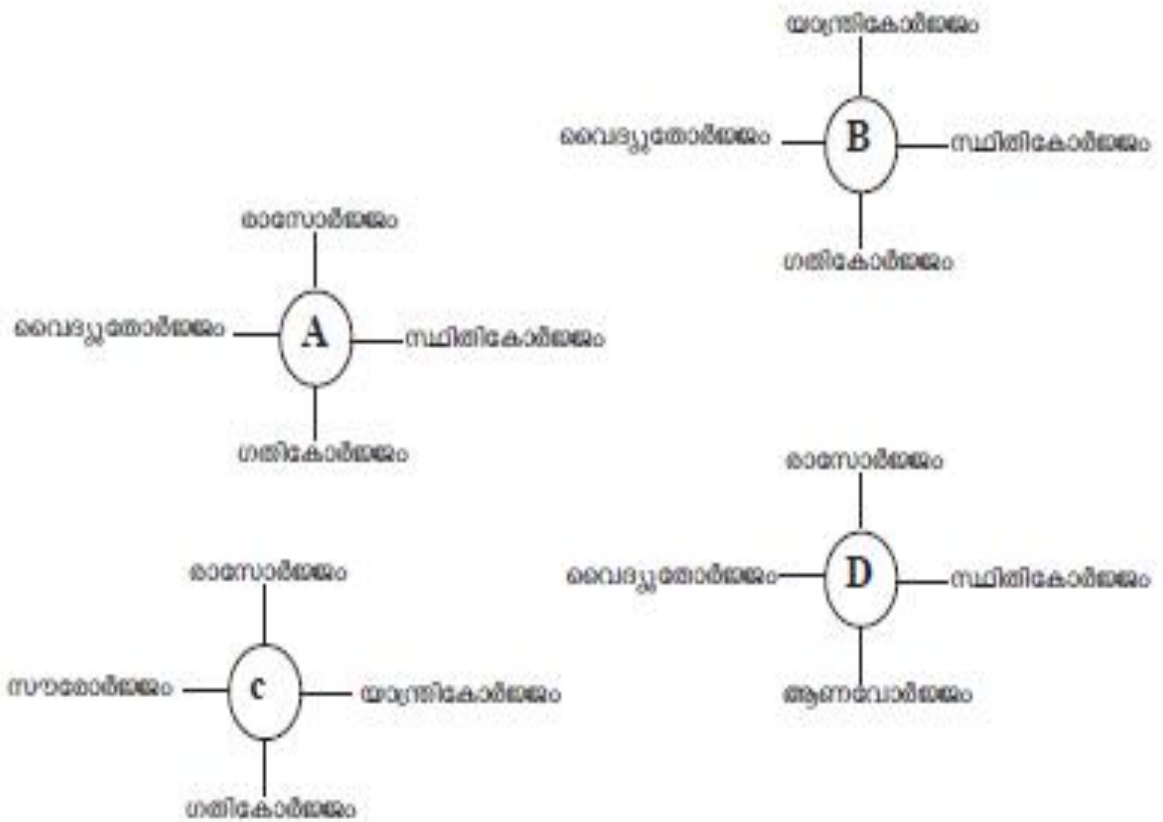 യാന്ത്രികോർജ്ജം
വൈദ്യുതോർജ്ജം B സ്ഥിതികോർജ്ജം
ഗതികോർജ്ജം
രാസോർജ്ജം
വൈദ്യുതോർജ്ജം A സ്ഥിതികോർജ്ജം
ഗതികോർജ്ജം
രാസോർജ്ജം
വൈദ്യുതോർജ്ജം D സ്ഥിതികോർജ്ജം
ആണവോർജ്ജം
രാസോർജ്ജം
സൗരോർജ്ജം c യാന്ത്രികോർജ്ജം
ഗതികോർജ്ജം